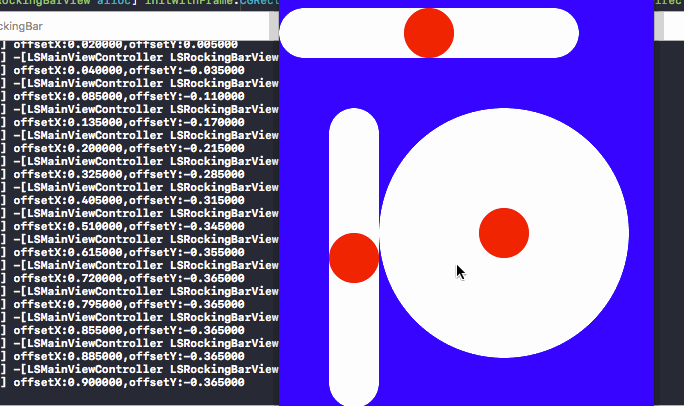 ockingBarView alloc] initWithFrame:CGRec
ckingBar
] offsetX:0.020000,offsetY:0.005000
] -[LSMainViewController LSRockingBarView
] offsetX:0.040000,offsetY:-0.035000
] -[LSMainViewController LSRockingBarView
] offsetX:0.085000,offsetY:-0.110000
] -[LSMainViewController LSRockingBarView
] offsetX:0.135000,offsetY:-0.170000
] -[LSMainViewController LSRockingBarView
] offsetX:0.200000,offsetY:-0.215000
] -[LSMainViewController LSRockingBarView
] offsetX:0.325000,offsetY:-0.285000
] -[LSMainViewController LSRockingBarView
] offsetX:0.405000,offsetY:-0.315000
] -[LSMainViewController LSRockingBarView
] offsetX:0.510000,offsetY:-0.345000
] -[LSMainViewController LSRockingBarView
] offsetX:0.615000,offsetY:-0.355000
] -[LSMainViewController LSRockingBarView
] offsetX:0.720000,offsetY:-0.365000
] -[LSMainViewController LSRockingBarView
] offsetX:0.795000,offsetY:-0.365000
] -[LSMainViewController LSRockingBarView
] offsetX:0.855000,offsetY:-0.365000
] -[LSMainViewController LSRockingBarView
] offsetX:0.885000,offsetY:-0.365000
] -[LSMainViewController LSRockingBarView
] offsetX:0.900000,offsetY:-0.365000